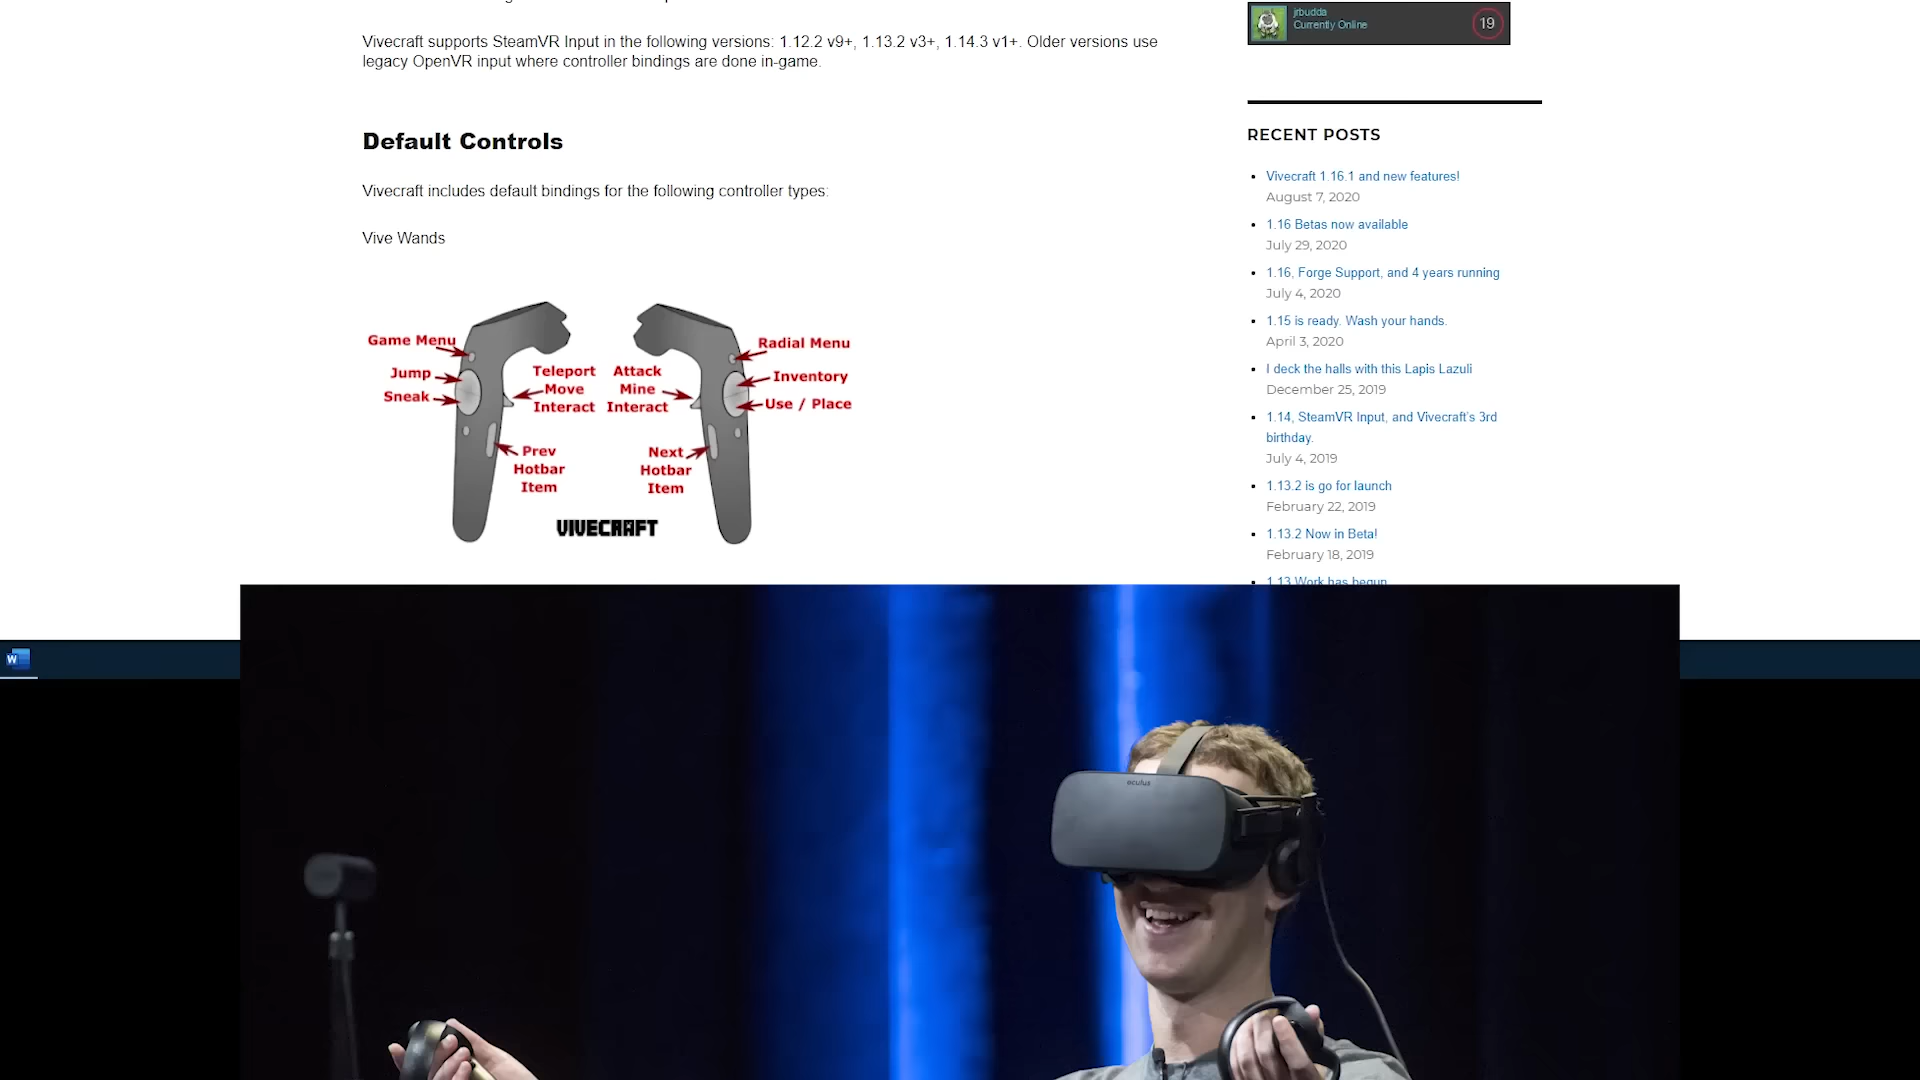 Vivecraft supports SteamVR Input in the following versions: 1.12.2 v9+, 1.13.2 v3+, 1.14.3 v1+. Older versions use
legacy OpenVR input where controller bindings are done in-game.
Default Controls
Vivecraft includes default bindings for the following controller types:
Vive Wands
Game Menu
Jump
Sneak
Teleport
Move
Interact
Prev
Hotbar
Item
Attack
Mine
Interact
Next
Hotbar
Item
Radial Menu
Inventory
Use / Place
VIVECRAFT
jrbudda
Currently Online
19
RECENT POSTS
Vivecraft 1.16.1 and new features!
August 7, 2020
1.16 Betas now available
July 29, 2020
1.16, Forge Support, and 4 years running
July 4, 2020
1.15 is ready. Wash your hands.
April 3, 2020
I deck the halls with this Lapis Lazuli
December 25, 2019
1.14, SteamVR Input, and Vivecraft's 3rd
birthday.
July 4, 2019
1.13.2 is go for launch
February 22, 2019
1.13.2 Now in Beta!
February 18, 2019
1.13 Work has begun
W
oculus